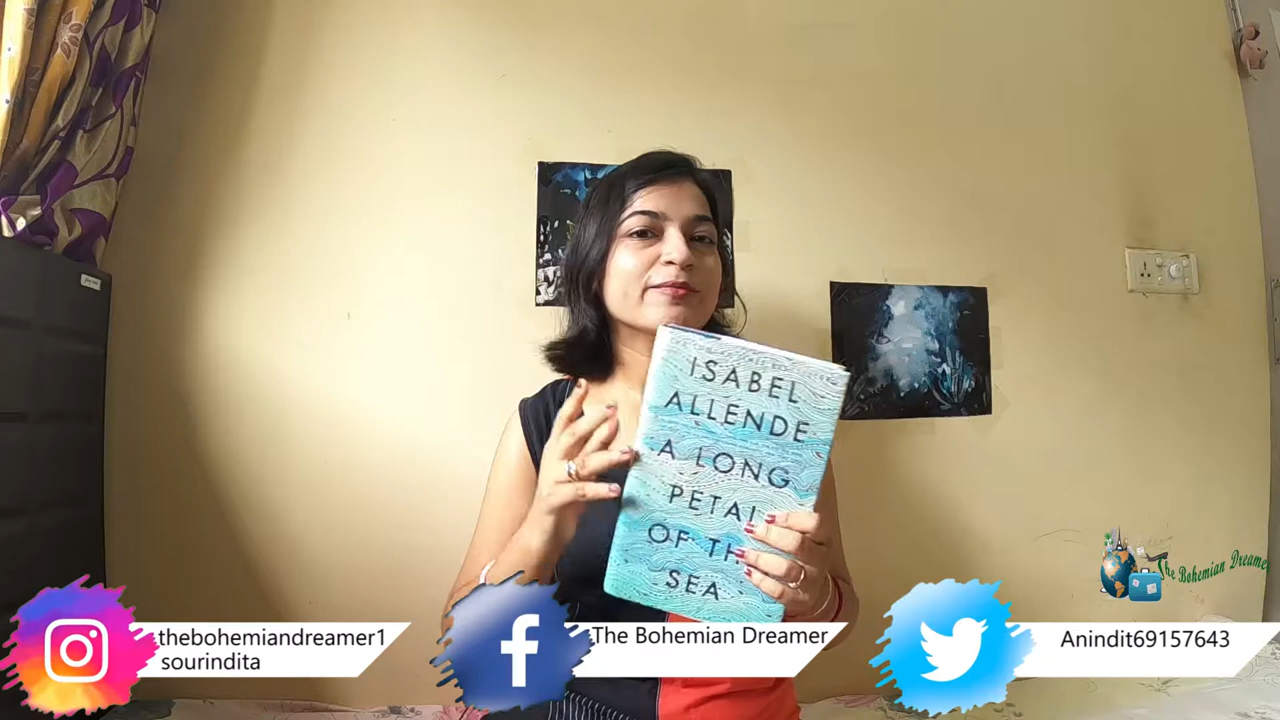 ISABEL
ALLENDE
A LONG
PETAL
OF TH
SEA
The Bohemian Dreamer
thebohemiandreamer1
sourindita
The Bohemian Dreamer
Anindit69157643